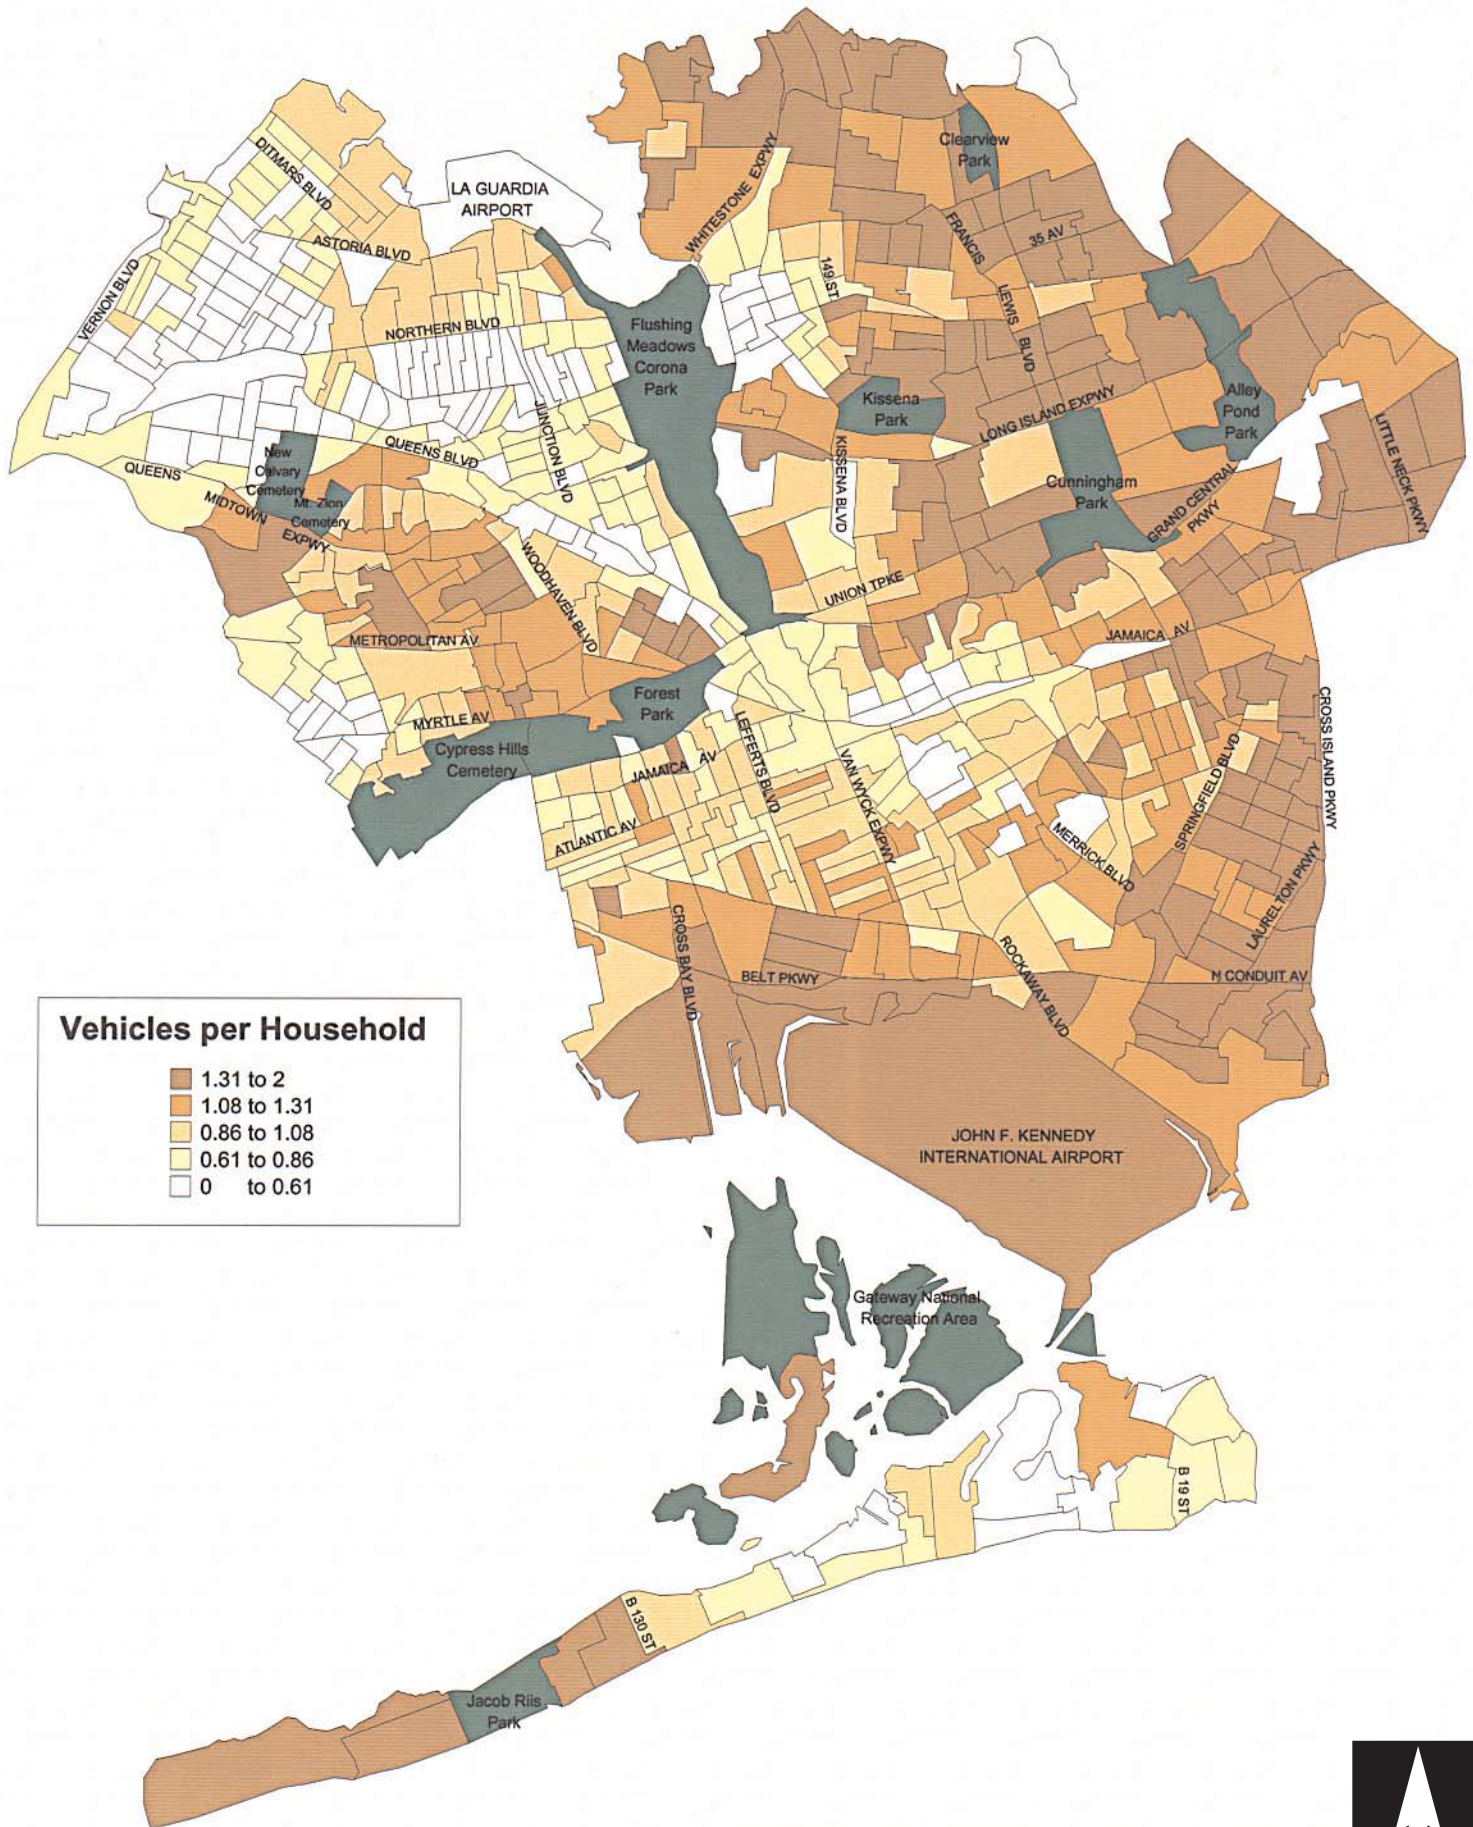 Clearview
Park
DITMARS BLVD
LA GUARDIA
AIRPORT
WHITESTONE EXPWY
FRANCIS
LEWIS
BLVD
35 AV
ASTORIA BLVD
149 ST
VERNON BLVD
NORTHERN BLVD
Flushing
Meadows
Corona
Park
Kissena
Park
Alley
Pond
Park
LONG ISLAND EXPWY
LITTLE NECK PKWY
JUNCTION BLVD
QUEENS BLVD
KISSENA BLVD
QUEENS
MIDTOWN
EXPWY
New
Calvary
Cemetery
Mt. Zion
Cemetery
Cunningham
Park
GRAND CENTRAL
PKWY
WOODHAVEN BLVD
UNION TPKE
METROPOLITAN AV
JAMAICA AV
Forest
Park
MYRTLE AV
Cypress Hills
Cemetery
JAMAICA AV
LEFFERTS BLVD
VAN WYCK EXPWY
CROSS ISLAND PKWY
SPRINGFIELD BLVD
ATLANTIC AV
MERRICK BLVD
LAURELTON PKWY
CROSS BAY BLVD
ROCKAWAY BLVD
BELT PKWY
N CONDUIT AV
Vehicles per Household
1.31 to 2
1.08 to 1.31
0.86 to 1.08
0.61 to 0.86
0 to 0.61
JOHN F. KENNEDY
INTERNATIONAL AIRPORT
Gateway National
Recreation Area
B 19 ST
B 130 ST
Jacob Riis
Park